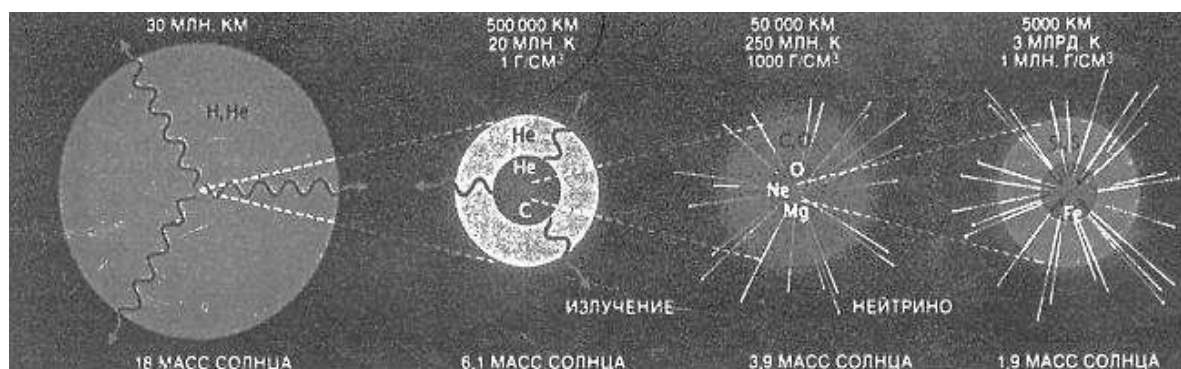 30 МЛН. КМ
H, He
18 МАСС СОЛНЦА
500 000 КМ
20 МЛН. К
1 Г/СМ³
He
He
C
6,1 МАСС СОЛНЦА
ИЗЛУЧЕНИЕ
50 000 КМ
250 МЛН. К
1000 Г/СМ³
O
Ne
Mg
3,9 МАСС СОЛНЦА
НЕЙТРИНО
5000 КМ
3 МЛРД. К
1 МЛН. Г/СМ³
Fe
1,9 МАСС СОЛНЦА